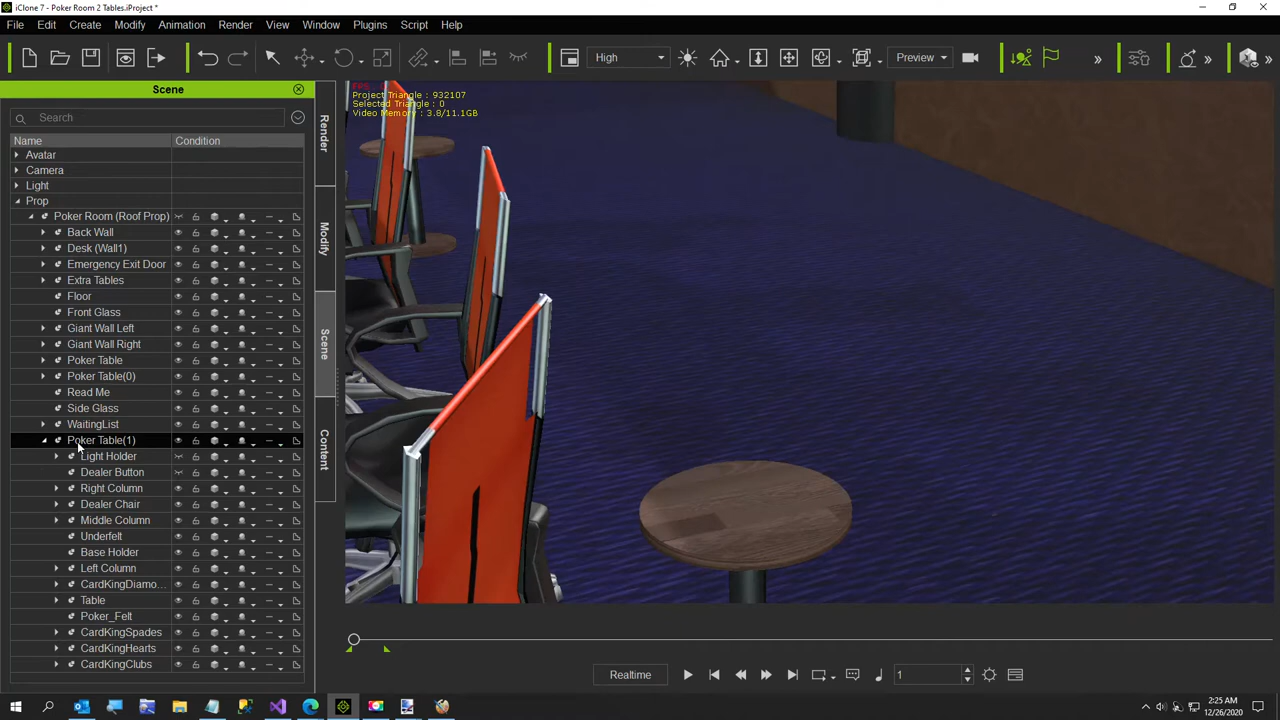 iClone 7 - Poker Room 2 Tables.iProject *
File Edit Create Modify Animation Render View Window Plugins Script Help
High
Preview
Scene
Search
Name Condition
Avatar
Camera
Light
Prop
Poker Room (Roof Prop)
Back Wall
Desk (Wall1)
Emergency Exit Door
Extra Tables
Floor
Front Glass
Giant Wall Left
Giant Wall Right
Poker Table
Poker Table(0)
Read Me
Side Glass
WaitingList
Poker Table(1)
Light Holder
Dealer Button
Right Column
Dealer Chair
Middle Column
Underfelt
Base Holder
Left Column
CardKingDiamo...
Table
Poker_Felt
CardKingSpades
CardKingHearts
CardKingClubs
Render
Modify
Scene
Content
Project Triangle : 932107
Selected Triangle : 0
Video Memory : 3.8/11.1GB
Realtime
1
2:25 AM
12/26/2020